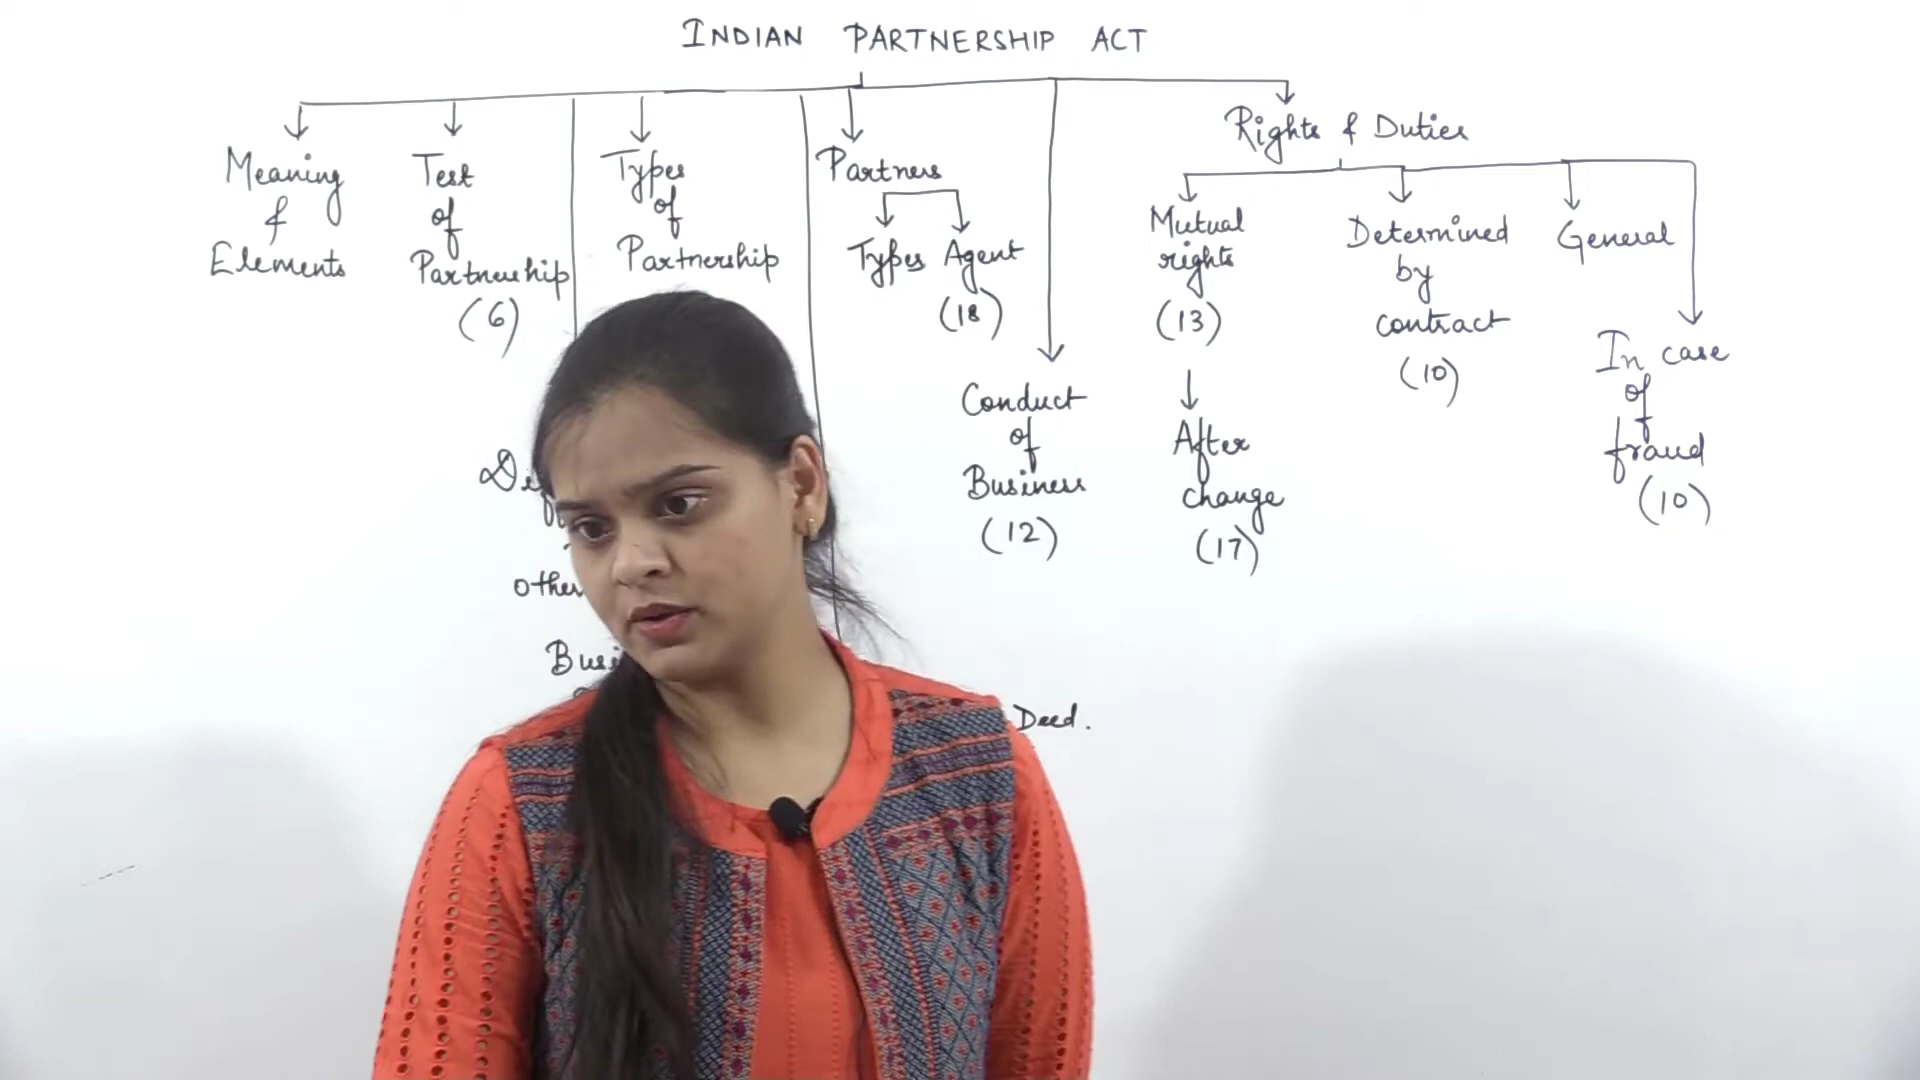 INDIAN PARTNERSHIP ACT
Meaning
&
Elements
Test
of
Partnership
(6)
Types
of
Partnership
Partners
Types Agent
(18)
Conduct
of
Business
(12)
Rights & Duties
Mutual
rights
(13)
After
change
(17)
Determined
by
contract
(10)
General
In case
of
fraud
(10)
Deed.